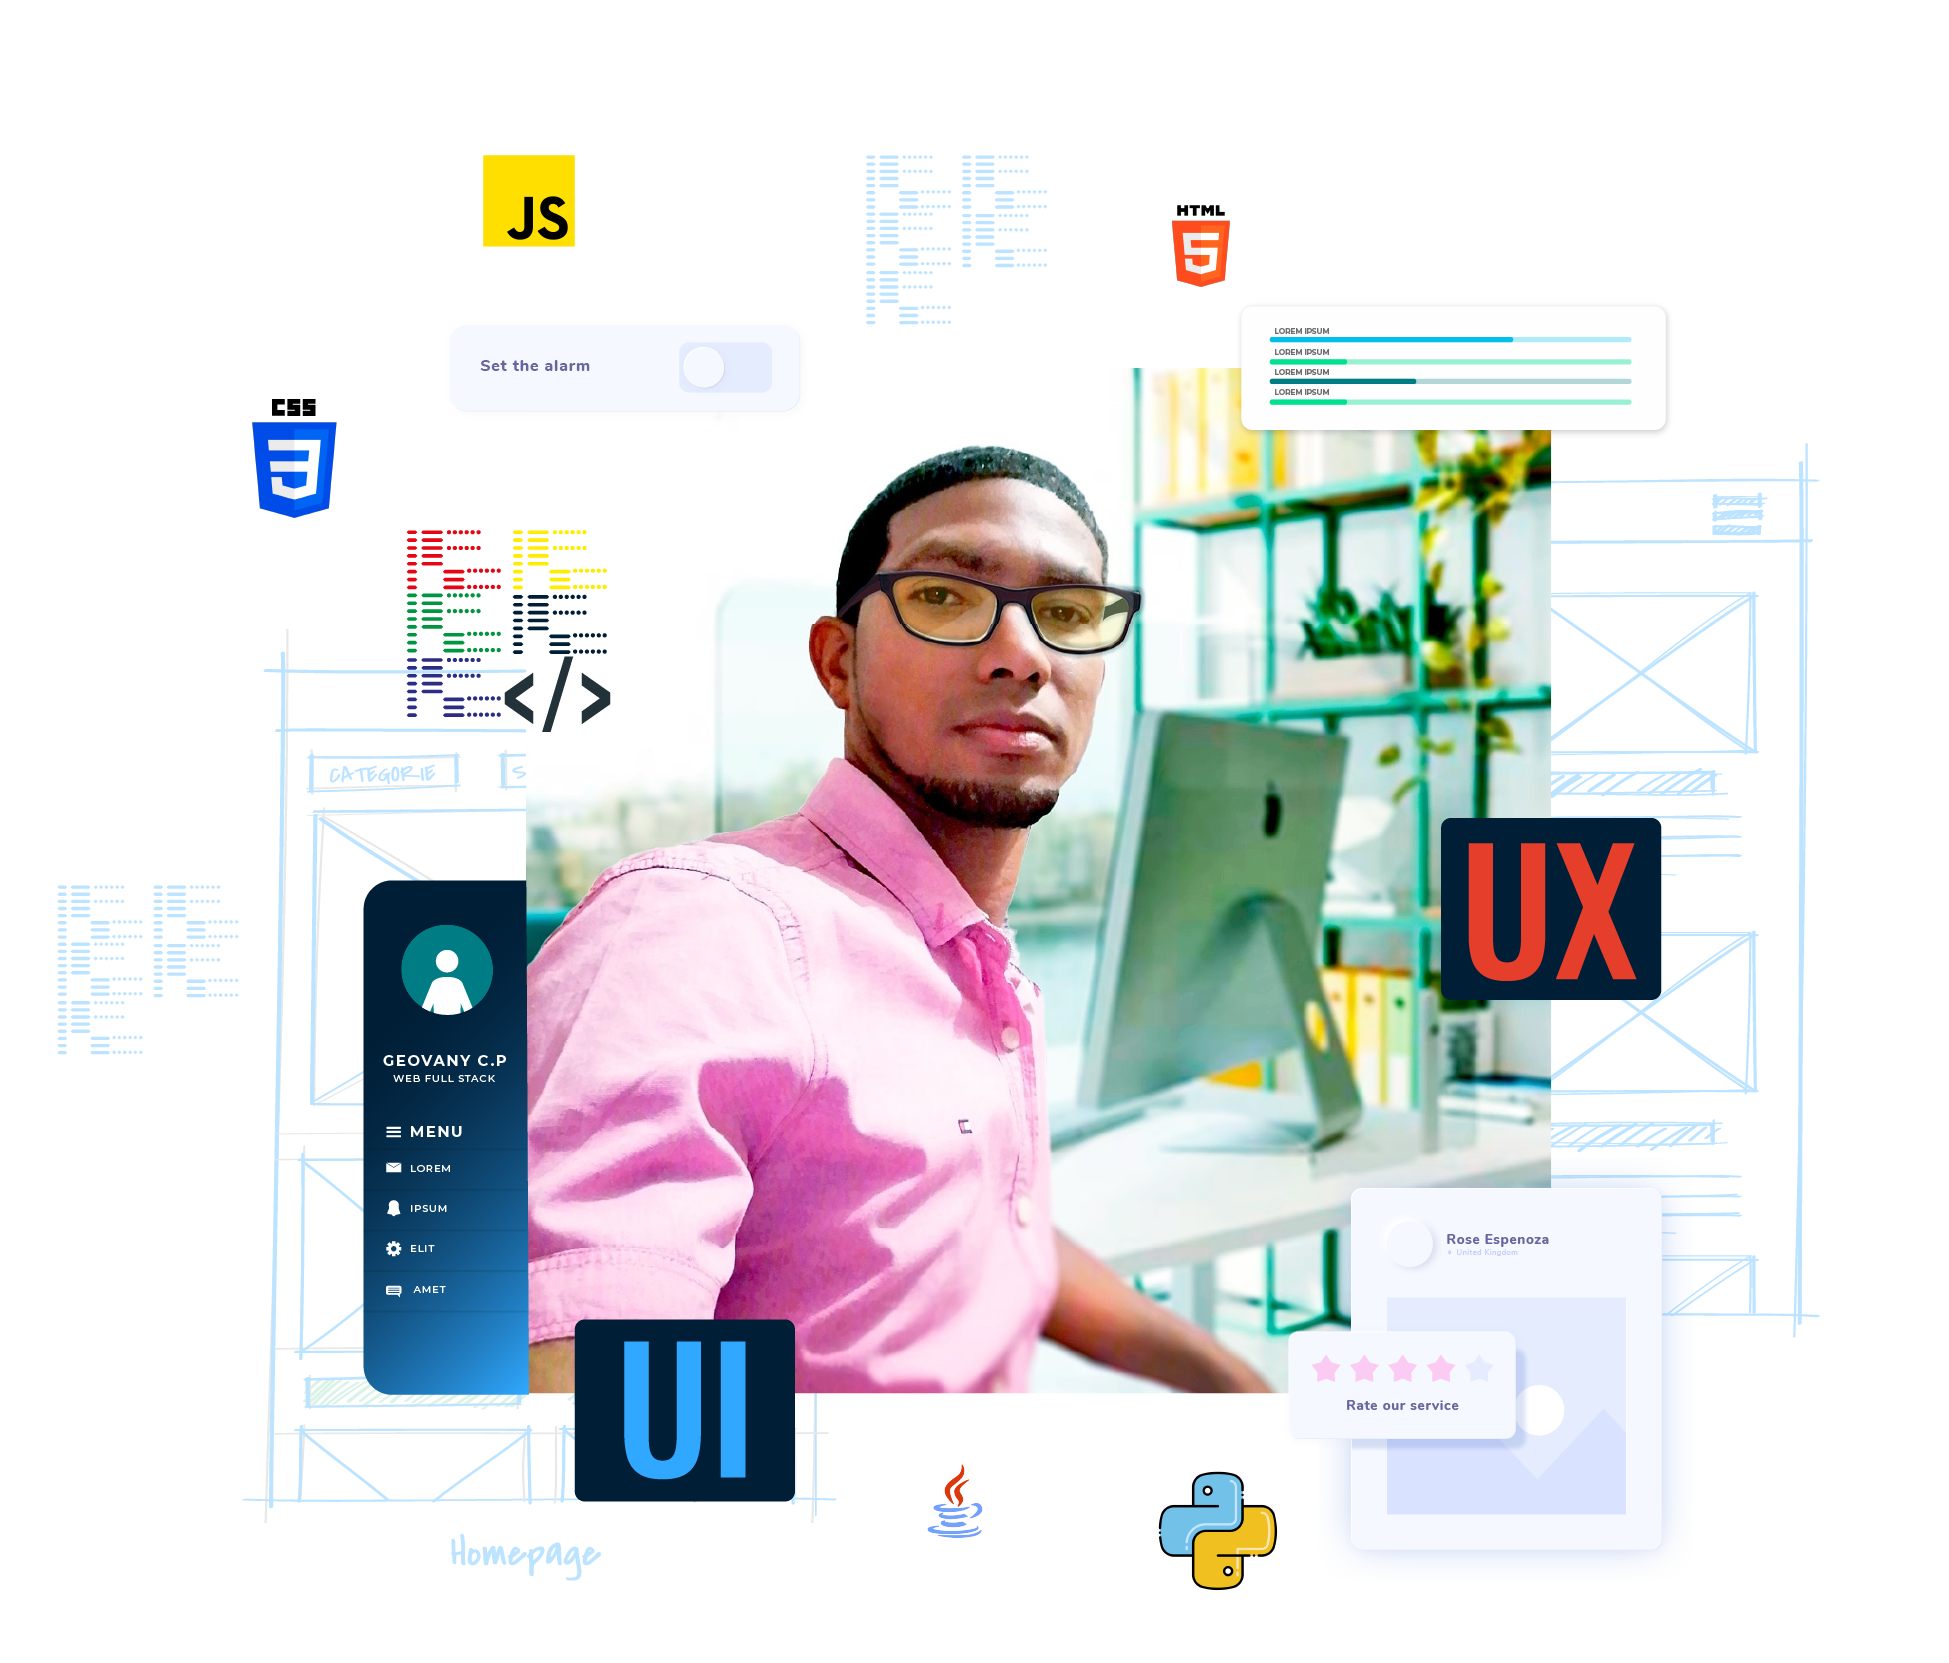 JS
HTML
5
Set the alarm
LOREM IPSUM
LOREM IPSUM
LOREM IPSUM
LOREM IPSUM
CSS
3
</>
CATEGORIE
S
UX
GEOVANY C.P
WEB FULL STACK
MENU
LOREM
IPSUM
ELIT
AMET
Rose Espenoza
United Kingdom
UI
Rate our service
Homepage